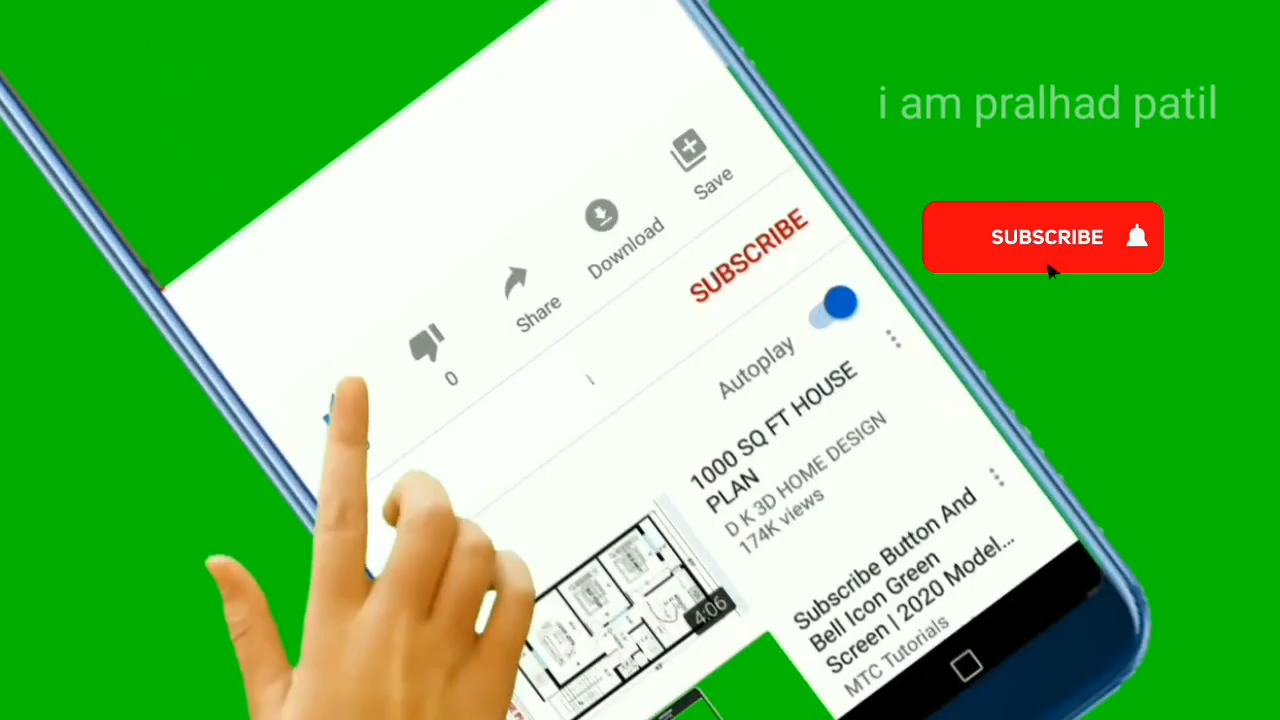 i am pralhad patil
SUBSCRIBE
Save
Download
Share
0
SUBSCRIBE
Autoplay
1000 SQ FT HOUSE
PLAN
D K 3D HOME DESIGN
174K views
4:06
Subscribe Button And
Bell Icon Green
Screen | 2020 Model...
MTC Tutorials